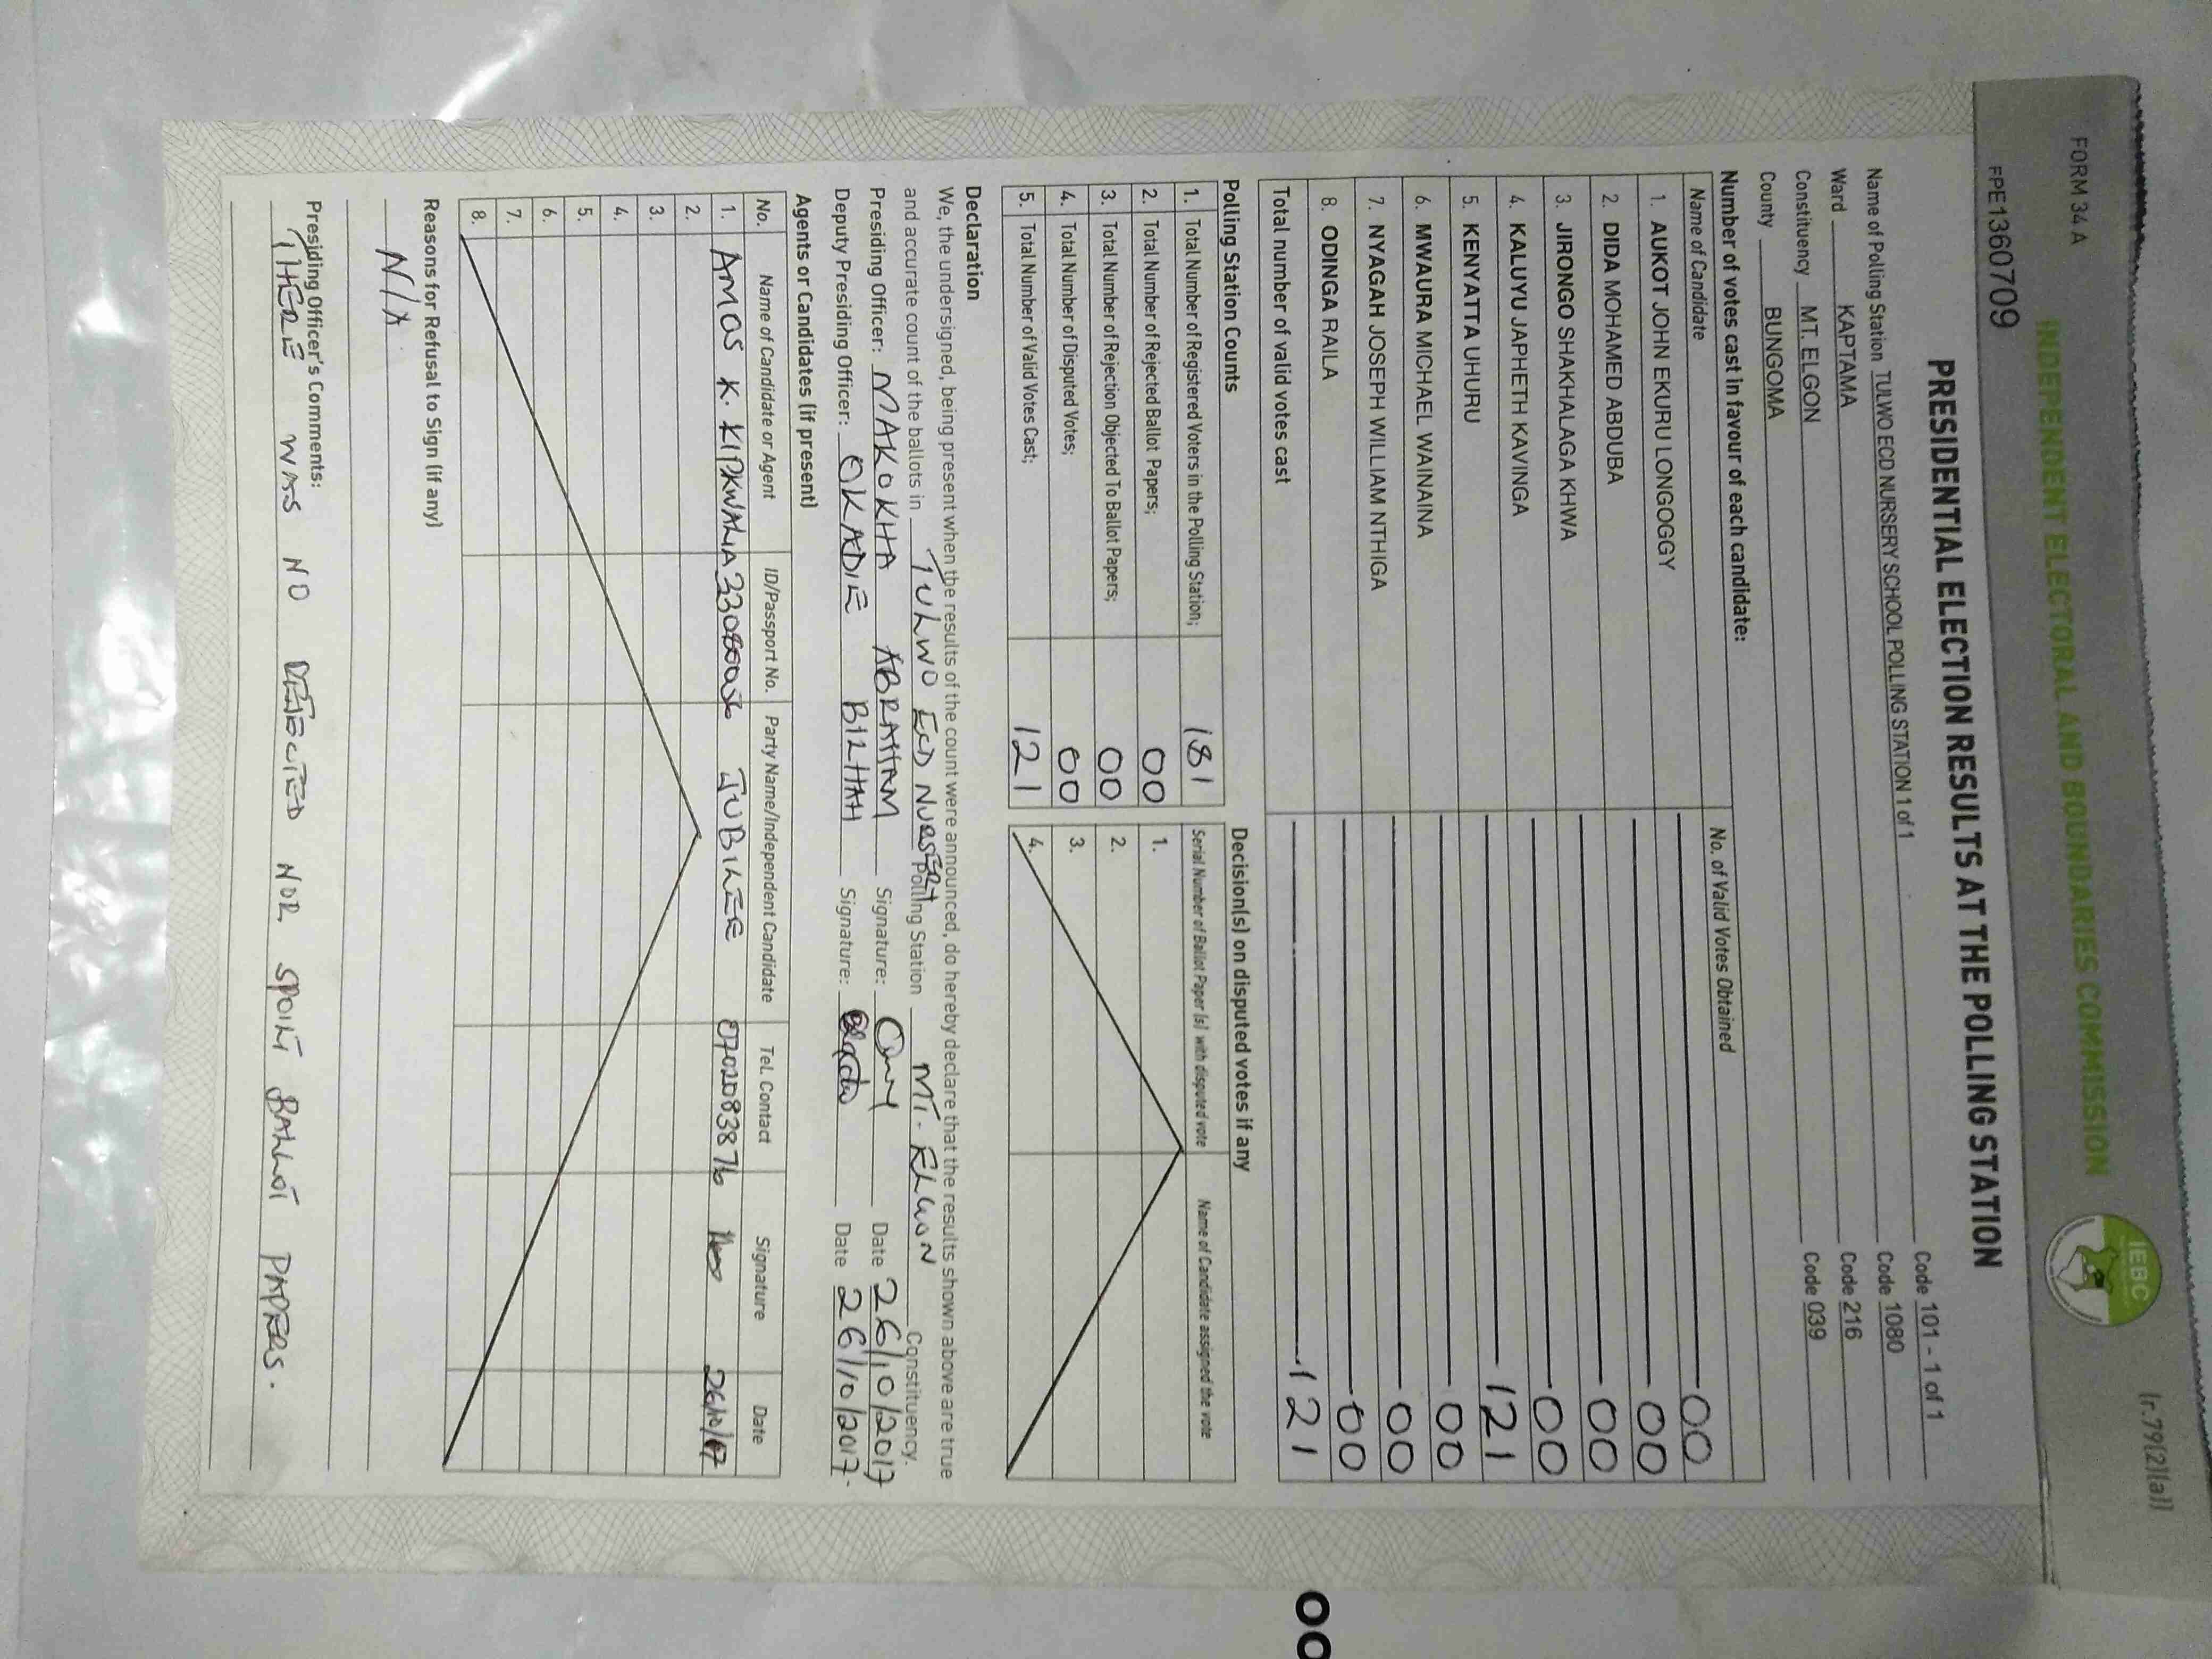 FORM 34 A
(r.79(2)(a))
INDEPENDENT ELECTORAL AND BOUNDARIES COMMISSION
IEBC
FPE1360709
PRESIDENTIAL ELECTION RESULTS AT THE POLLING STATION
Name of Polling Station TULWO ECD NURSERY SCHOOL POLLING STATION 1 of 1 Code 101 - 1 of 1
Ward KAPTAMA Code 1080
Constituency MT. ELGON Code 216
County BUNGOMA Code 039
Number of votes cast in favour of each candidate:
Name of Candidate No. of Valid Votes Obtained
1. AUKOT JOHN EKURU LONGOGGY 00
2. DIDA MOHAMED ABDUBA 00
3. JIRONGO SHAKHALAGA KHWA 00
4. KALUYU JAPHETH KAVINGA 00
5. KENYATTA UHURU 121
6. MWAURA MICHAEL WAINAINA 00
7. NYAGAH JOSEPH WILLIAM NTHIGA 00
8. ODINGA RAILA 00
Total number of valid votes cast 121
Polling Station Counts
1. Total Number of Registered Voters in the Polling Station; 181
2. Total Number of Rejected Ballot Papers; 00
3. Total Number of Rejection Objected To Ballot Papers; 00
4. Total Number of Disputed Votes; 00
5. Total Number of Valid Votes Cast; 121
Decision(s) on disputed votes if any
Serial Number of Ballot Paper (s) with disputed vote Name of Candidate assigned the vote
1.
2.
3.
4.
Declaration
We, the undersigned, being present when the results of the count were announced, do hereby declare that the results shown above are true
and accurate count of the ballots in TULWO ECD NURSERY Polling Station MT. ELGON Constituency.
Presiding Officer: MAKOKHA ABRAHAM Signature: Date 26/10/2017
Deputy Presiding Officer: OKADIE BILHAH Signature: Date 26/10/2017.
Agents or Candidates (if present)
No. Name of Candidate or Agent ID/Passport No. Party Name/Independent Candidate Tel. Contact Signature Date
1. AMOS K. JUBILEE 0702083876 26/10/17
2.
3.
4.
5.
6.
7.
8.
Reasons for Refusal to Sign (if any)
N/A
Presiding Officer's Comments:
THERE WAS NO NOR SPOILT BALLOT PAPERS.
00